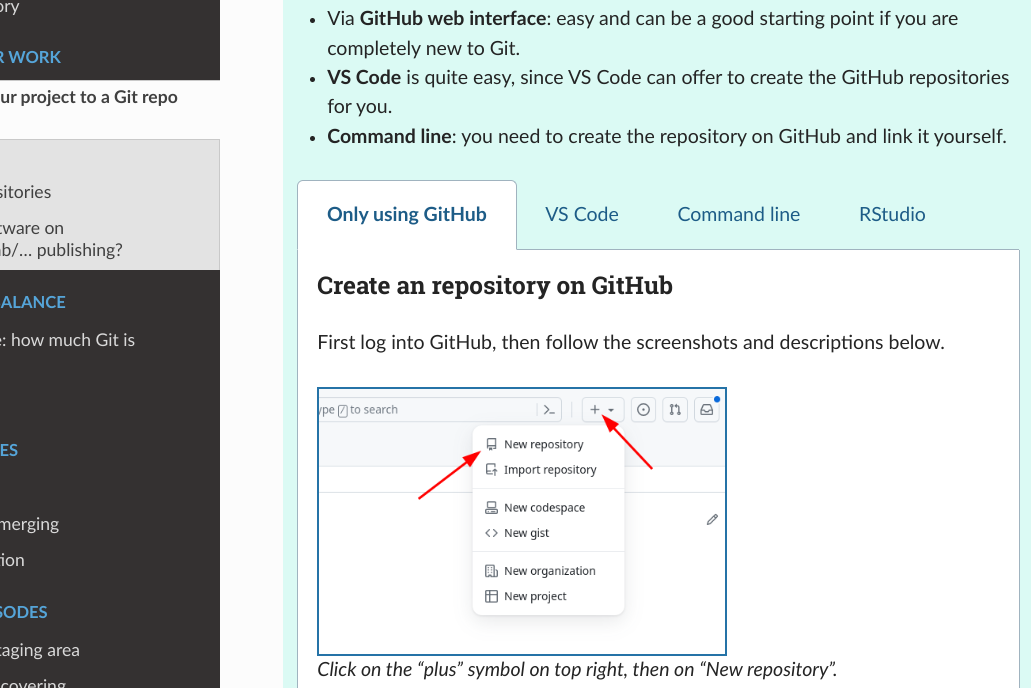 ory
R WORK
ur project to a Git repo
sitories
tware on
ab/... publishing?
ALANCE
e: how much Git is
ES
merging
ion
SODES
taging area
covering
• Via GitHub web interface: easy and can be a good starting point if you are
completely new to Git.
• VS Code is quite easy, since VS Code can offer to create the GitHub repositories
for you.
• Command line: you need to create the repository on GitHub and link it yourself.
Only using GitHub VS Code Command line RStudio
Create an repository on GitHub
First log into GitHub, then follow the screenshots and descriptions below.
ype / to search
New repository
Import repository
New codespace
New gist
New organization
New project
Click on the “plus” symbol on top right, then on “New repository”.